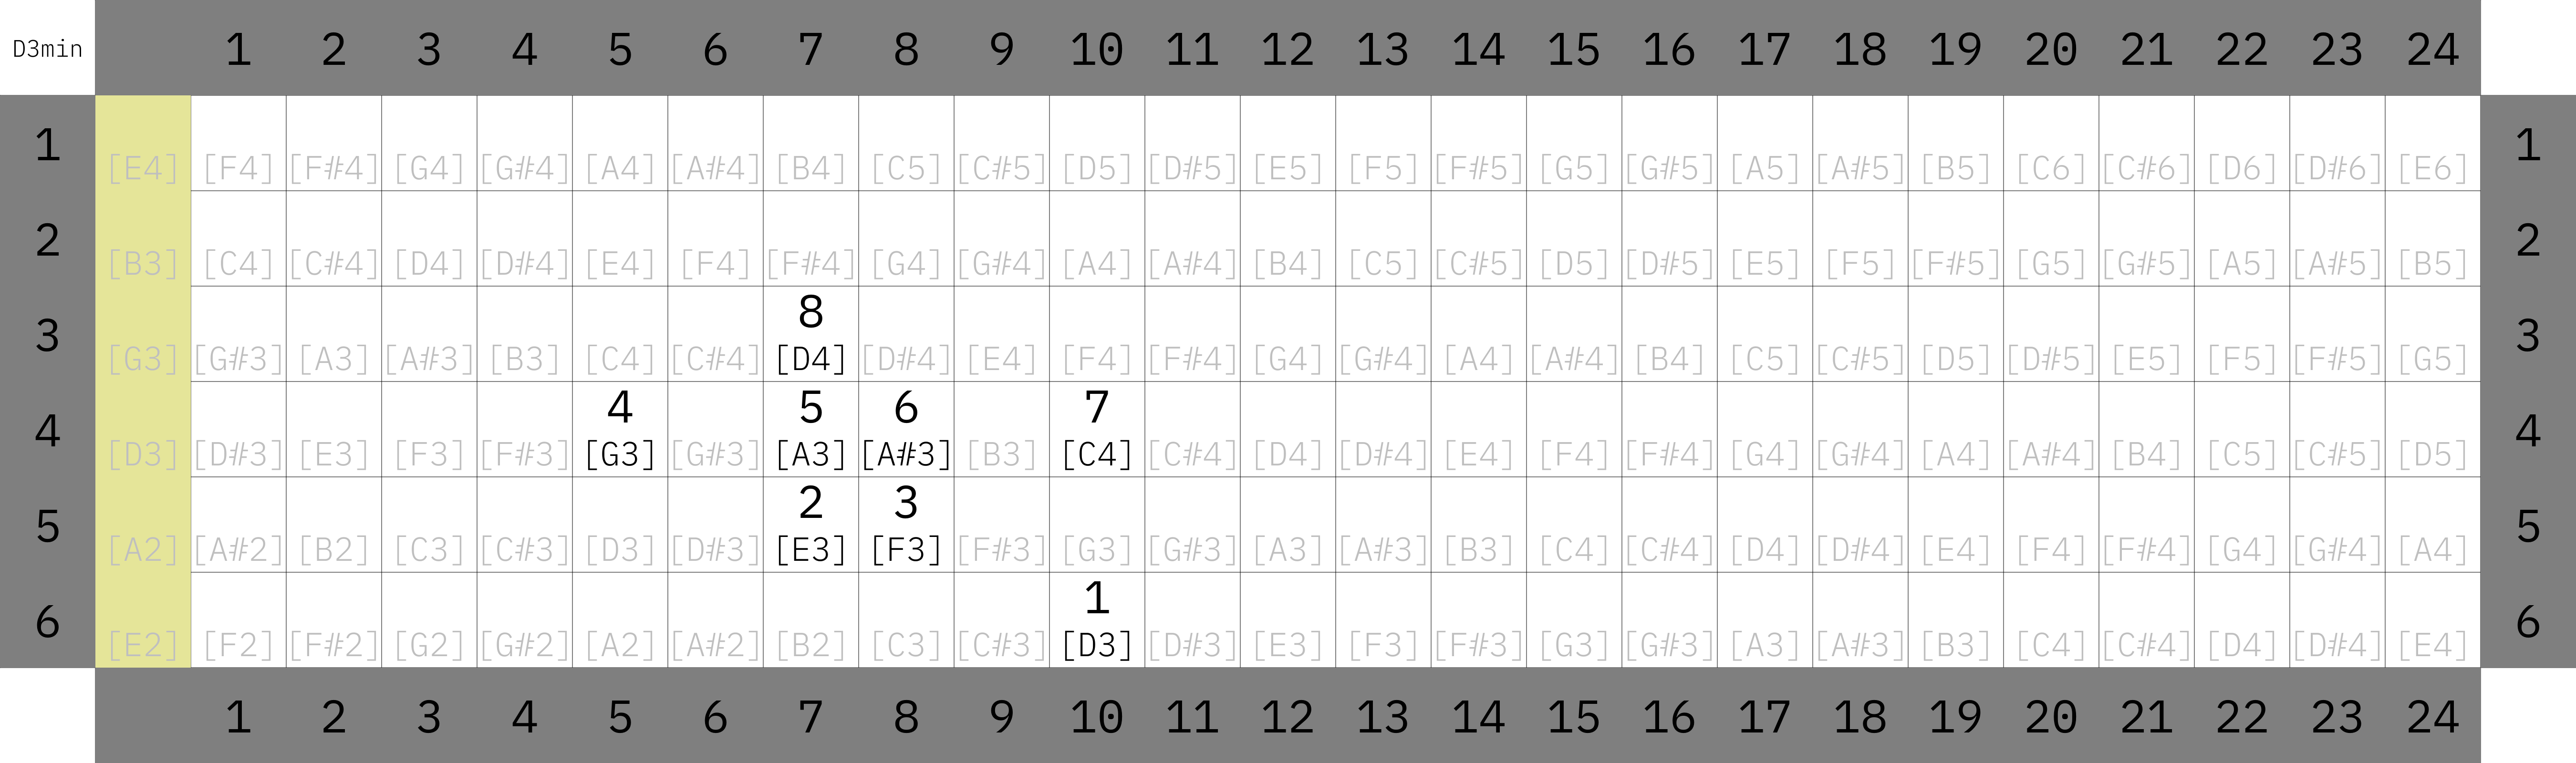 D3min 1 2 3 4 5 6 7 8 9 10 11 12 13 14 15 16 17 18 19 20 21 22 23 24
1 [E4] [F4] [F#4] [G4] [G#4] [A4] [A#4] [B4] [C5] [C#5] [D5] [D#5] [E5] [F5] [F#5] [G5] [G#5] [A5] [A#5] [B5] [C6] [C#6] [D6] [D#6] [E6] 1
2 [B3] [C4] [C#4] [D4] [D#4] [E4] [F4] [F#4] [G4] [G#4] [A4] [A#4] [B4] [C5] [C#5] [D5] [D#5] [E5] [F5] [F#5] [G5] [G#5] [A5] [A#5] [B5] 2
8
3 [G3] [G#3] [A3] [A#3] [B3] [C4] [C#4] [D4] [D#4] [E4] [F4] [F#4] [G4] [G#4] [A4] [A#4] [B4] [C5] [C#5] [D5] [D#5] [E5] [F5] [F#5] [G5] 3
4 5 6 7
4 [D3] [D#3] [E3] [F3] [F#3] [G3] [G#3] [A3] [A#3] [B3] [C4] [C#4] [D4] [D#4] [E4] [F4] [F#4] [G4] [G#4] [A4] [A#4] [B4] [C5] [C#5] [D5] 4
2 3
5 [A2] [A#2] [B2] [C3] [C#3] [D3] [D#3] [E3] [F3] [F#3] [G3] [G#3] [A3] [A#3] [B3] [C4] [C#4] [D4] [D#4] [E4] [F4] [F#4] [G4] [G#4] [A4] 5
1
6 [E2] [F2] [F#2] [G2] [G#2] [A2] [A#2] [B2] [C3] [C#3] [D3] [D#3] [E3] [F3] [F#3] [G3] [G#3] [A3] [A#3] [B3] [C4] [C#4] [D4] [D#4] [E4] 6
1 2 3 4 5 6 7 8 9 10 11 12 13 14 15 16 17 18 19 20 21 22 23 24